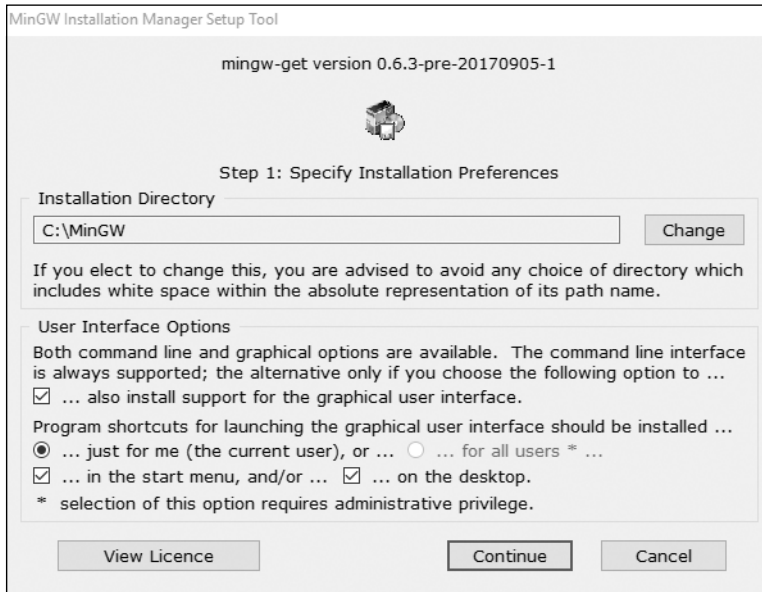 MinGW Installation Manager Setup Tool
mingw-get version 0.6.3-pre-20170905-1
Step 1: Specify Installation Preferences
Installation Directory
C:\MinGW
Change
If you elect to change this, you are advised to avoid any choice of directory which
includes white space within the absolute representation of its path name.
User Interface Options
Both command line and graphical options are available.  The command line interface
is always supported; the alternative only if you choose the following option to ...
... also install support for the graphical user interface.
Program shortcuts for launching the graphical user interface should be installed ...
... just for me (the current user), or ... ... for all users * ...
... in the start menu, and/or ... ... on the desktop.
* selection of this option requires administrative privilege.
View Licence Continue Cancel